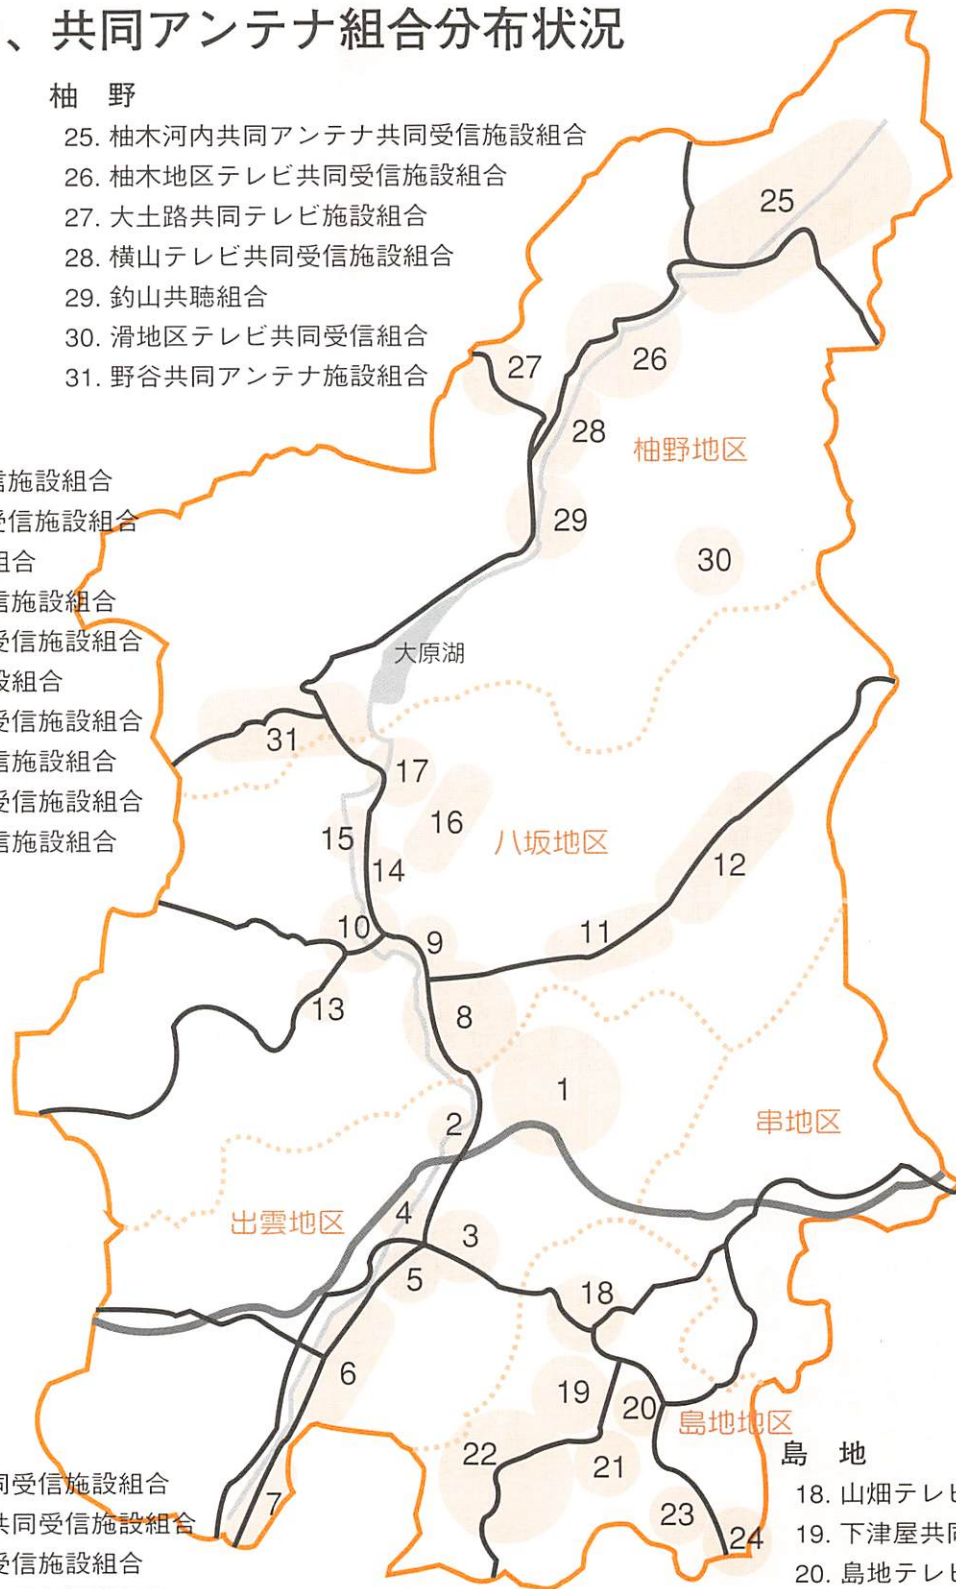 、共同アンテナ組合分布状況
柚 野
25. 柚木河内共同アンテナ共同受信施設組合
26. 柚木地区テレビ共同受信施設組合
27. 大土路共同テレビ施設組合
28. 横山テレビ共同受信施設組合
29. 釣山共聴組合
30. 滑地区テレビ共同受信組合
31. 野谷共同アンテナ施設組合
信施設組合
受信施設組合
組合
信施設組合
受信施設組合
設組合
受信施設組合
信施設組合
受信施設組合
信施設組合
25
26
27
28
柚野地区
29
30
大原湖
31
17
16
15
八坂地区
14
12
10
9
11
13
8
1
2
串地区
4
出雲地区
3
5
18
6
19
20
島地地区
22
21
7
23
24
同受信施設組合
共同受信施設組合
受信施設組合
島 地
18. 山畑テレビ
19. 下津屋共同
20. 島地テレビ